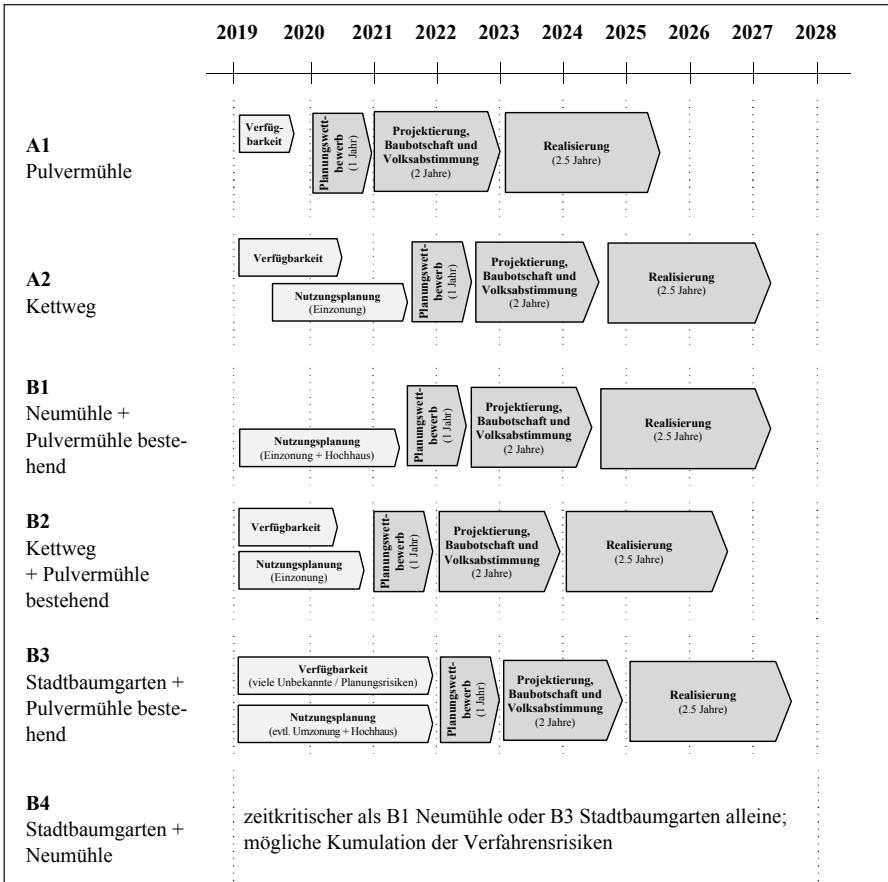 2019 2020 2021 2022 2023 2024 2025 2026 2027 2028
A1
Pulvermühle
Verfüg-
barkeit
Planungswett-
bewerb
(1 Jahr)
Projektierung,
Baubotschaft und
Volksabstimmung
(2 Jahre)
Realisierung
(2.5 Jahre)
A2
Kettweg
Verfügbarkeit
Nutzungsplanung
(Einzonung)
Planungswett-
bewerb
(1 Jahr)
Projektierung,
Baubotschaft und
Volksabstimmung
(2 Jahre)
Realisierung
(2.5 Jahre)
B1
Neumühle +
Pulvermühle beste-
hend
Nutzungsplanung
(Einzonung + Hochhaus)
Planungswett-
bewerb
(1 Jahr)
Projektierung,
Baubotschaft und
Volksabstimmung
(2 Jahre)
Realisierung
(2.5 Jahre)
B2
Kettweg
+ Pulvermühle
bestehend
Verfügbarkeit
Nutzungsplanung
(Einzonung)
Planungswett-
bewerb
(1 Jahr)
Projektierung,
Baubotschaft und
Volksabstimmung
(2 Jahre)
Realisierung
(2.5 Jahre)
B3
Stadtbaumgarten +
Pulvermühle beste-
hend
Verfügbarkeit
(viele Unbekannte / Planungsrisiken)
Nutzungsplanung
(evtl. Umzonung + Hochhaus)
Planungswett-
bewerb
(1 Jahr)
Projektierung,
Baubotschaft und
Volksabstimmung
(2 Jahre)
Realisierung
(2.5 Jahre)
B4
Stadtbaumgarten +
Neumühle
zeitkritischer als B1 Neumühle oder B3 Stadtbaumgarten alleine;
mögliche Kumulation der Verfahrensrisiken